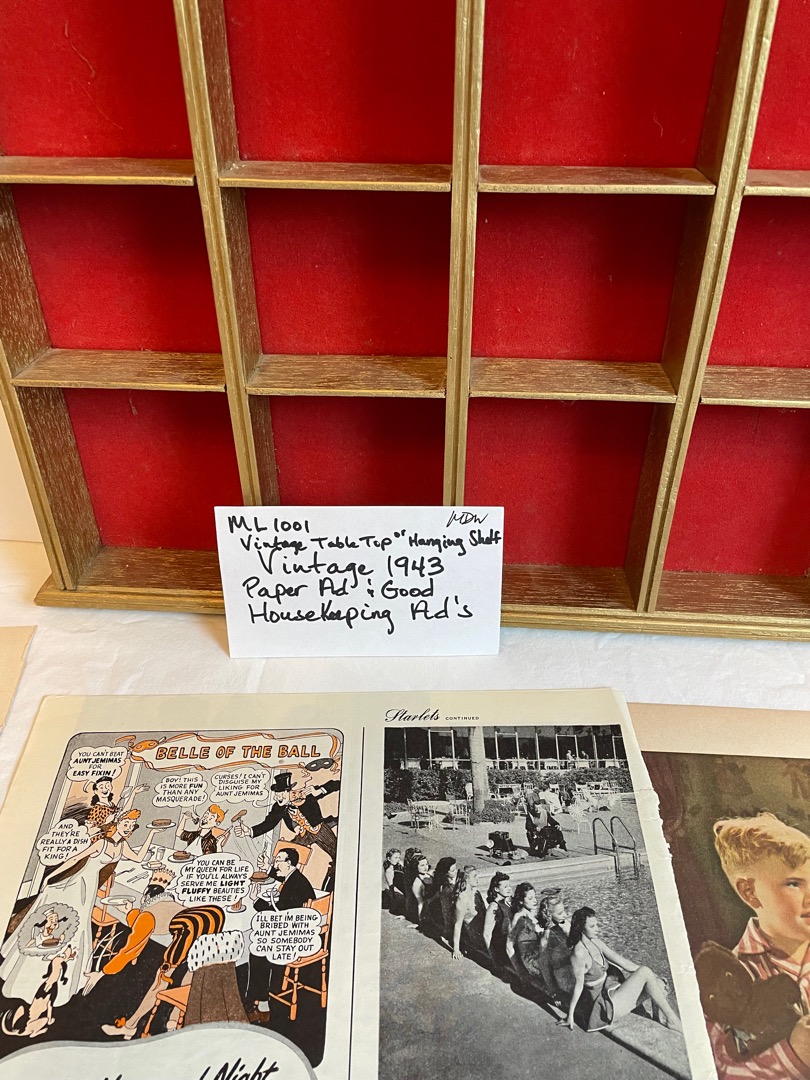 ML1001 MDW
Vintage Table Top or Hanging Shelf
Vintage 1943
Paper Ad & Good
Housekeeping Ad's
Starlets CONTINUED
BELLE OF THE BALL
YOU CAN'T BEAT
AUNT JEMIMAS
FOR
EASY FIXIN'!
BOY! THIS
IS MORE FUN
THAN ANY
MASQUERADE!
CURSES! I CAN'T
DISGUISE MY
LIKING FOR
AUNT JEMIMAS
AND
THEY'RE
REALLY A DISH
FIT FOR A
KING!
YOU CAN BE
MY QUEEN FOR LIFE
IF YOU'LL ALWAYS
SERVE ME LIGHT
FLUFFY BEAUTIES
LIKE THESE!
I'LL BET I'M BEING
BRIBED WITH
AUNT JEMIMAS
SO SOMEBODY
CAN STAY OUT
LATE!
Night